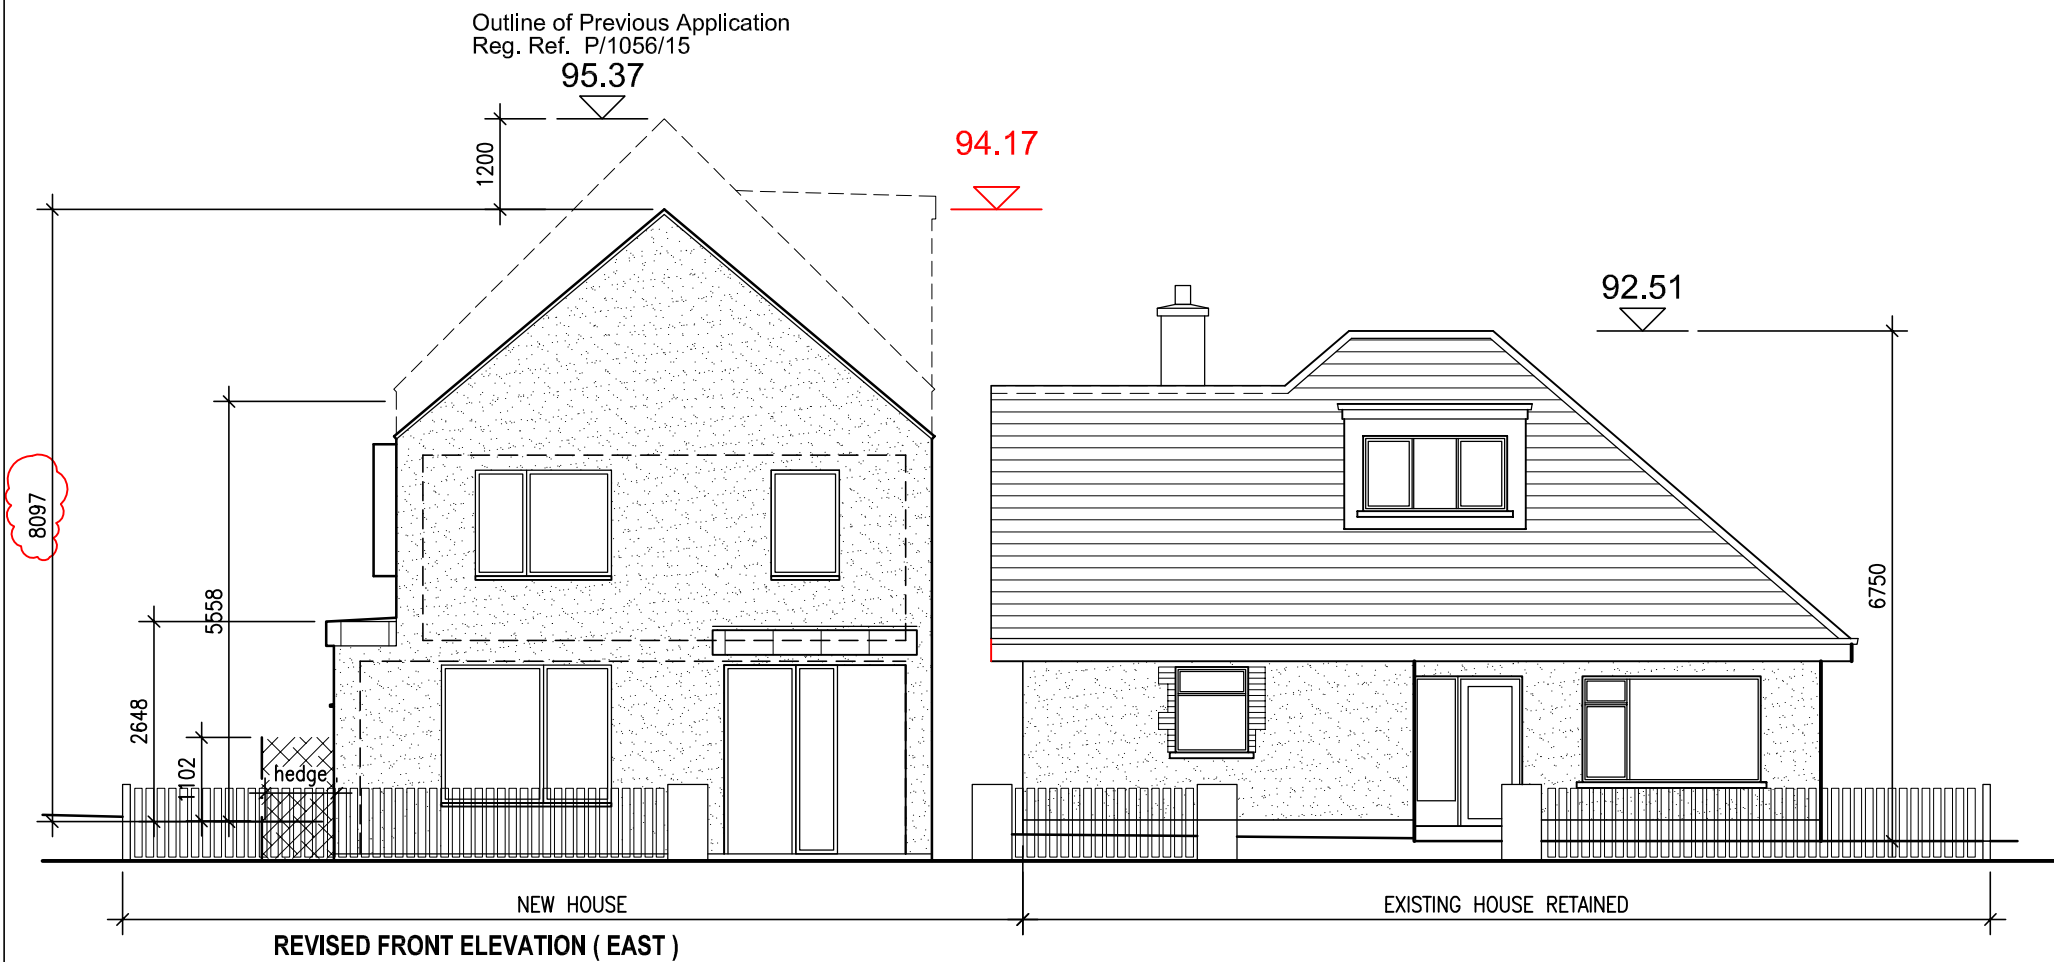 Outline of Previous Application
Reg. Ref. P/1056/15
95.37
1200
94.17
92.51
8097
5558
6750
2648
1102
hedge
NEW HOUSE
EXISTING HOUSE RETAINED
REVISED FRONT ELEVATION ( EAST )